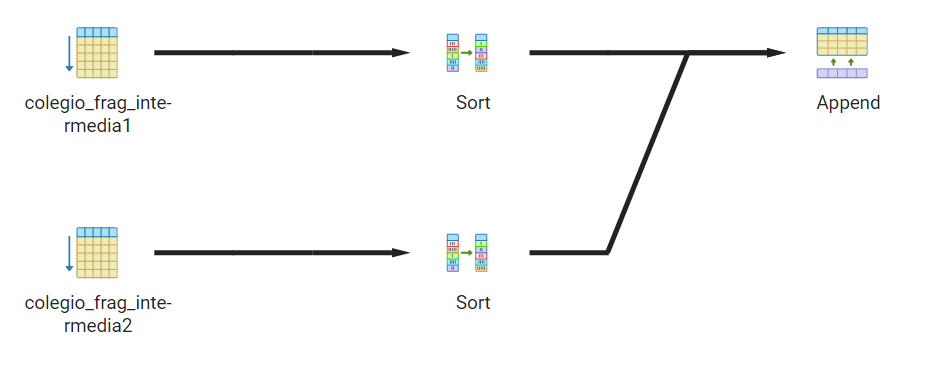 colegio_frag_inte-
rmedia1
Sort
Append
colegio_frag_inte-
rmedia2
Sort